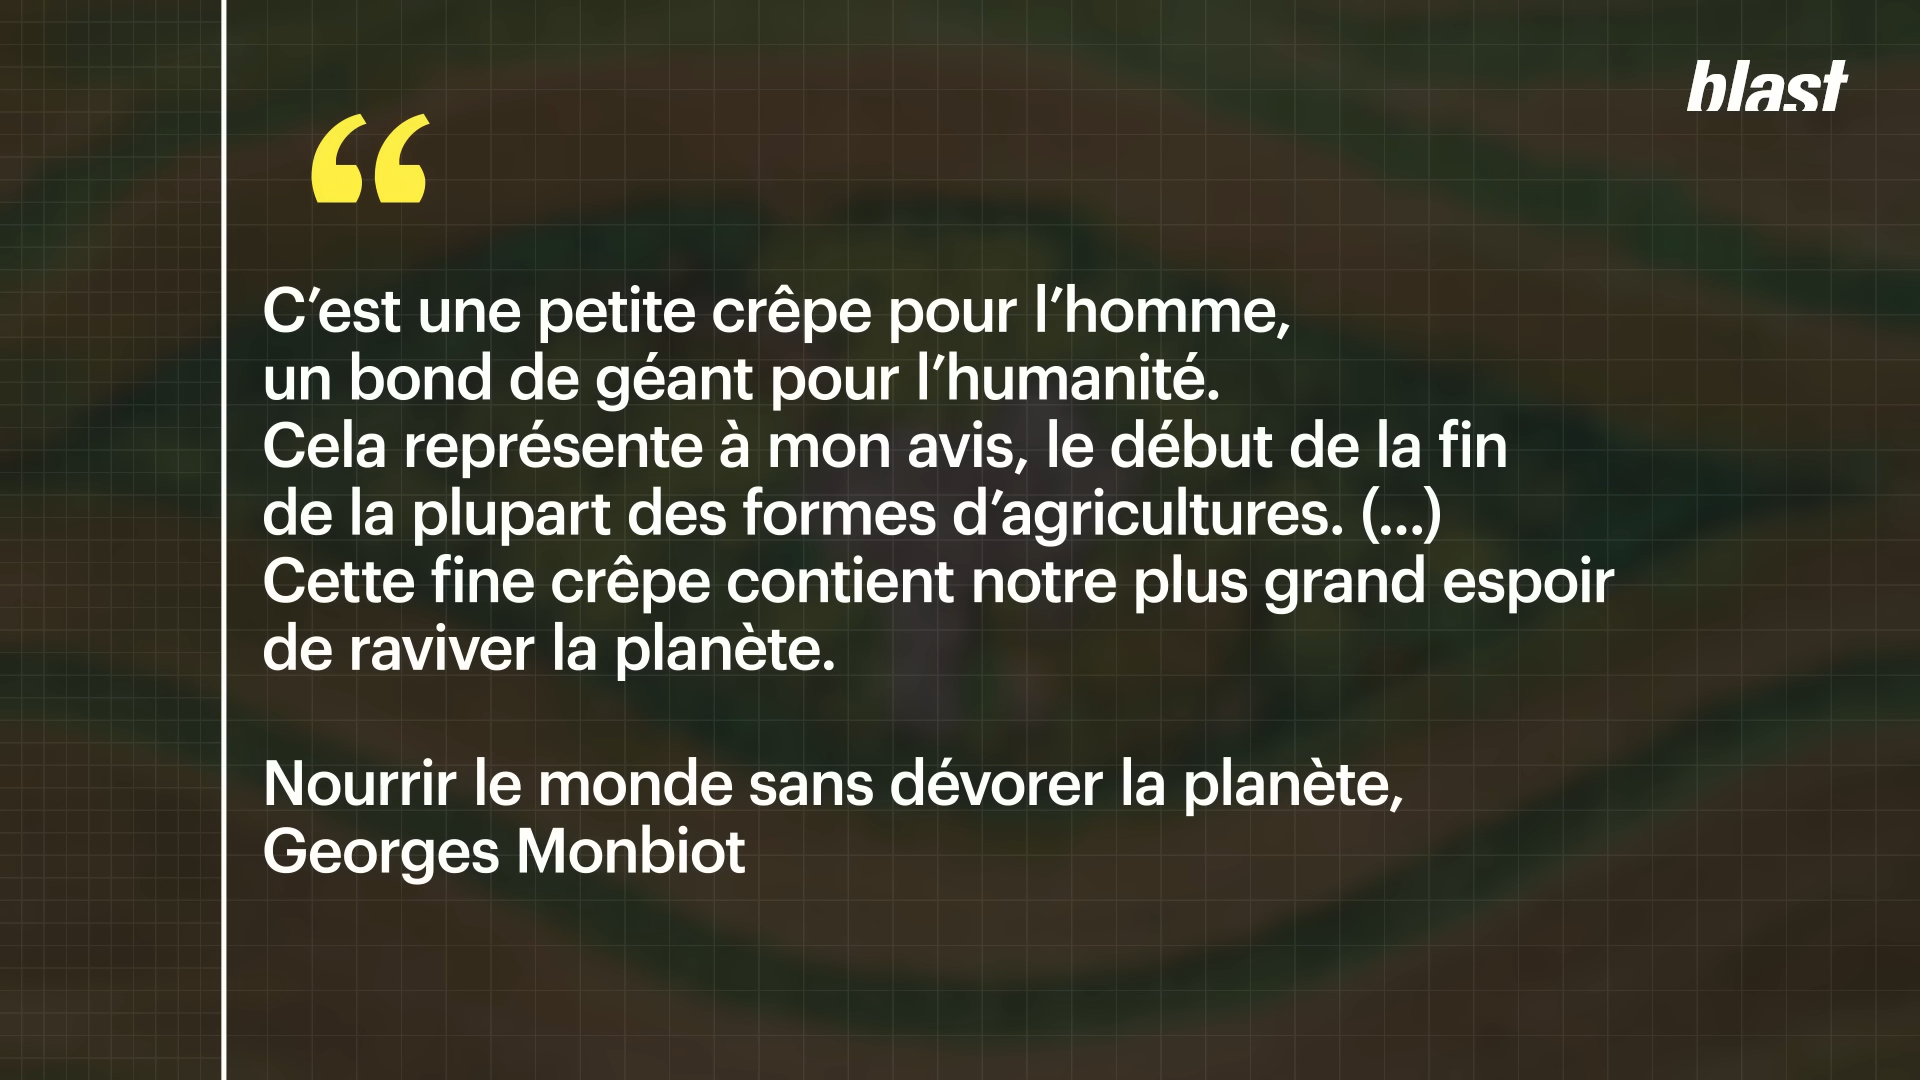 blast
“
C’est une petite crêpe pour l’homme,
un bond de géant pour l’humanité.
Cela représente à mon avis, le début de la fin
de la plupart des formes d’agricultures. (...)
Cette fine crêpe contient notre plus grand espoir
de raviver la planète.
Nourrir le monde sans dévorer la planète,
Georges Monbiot